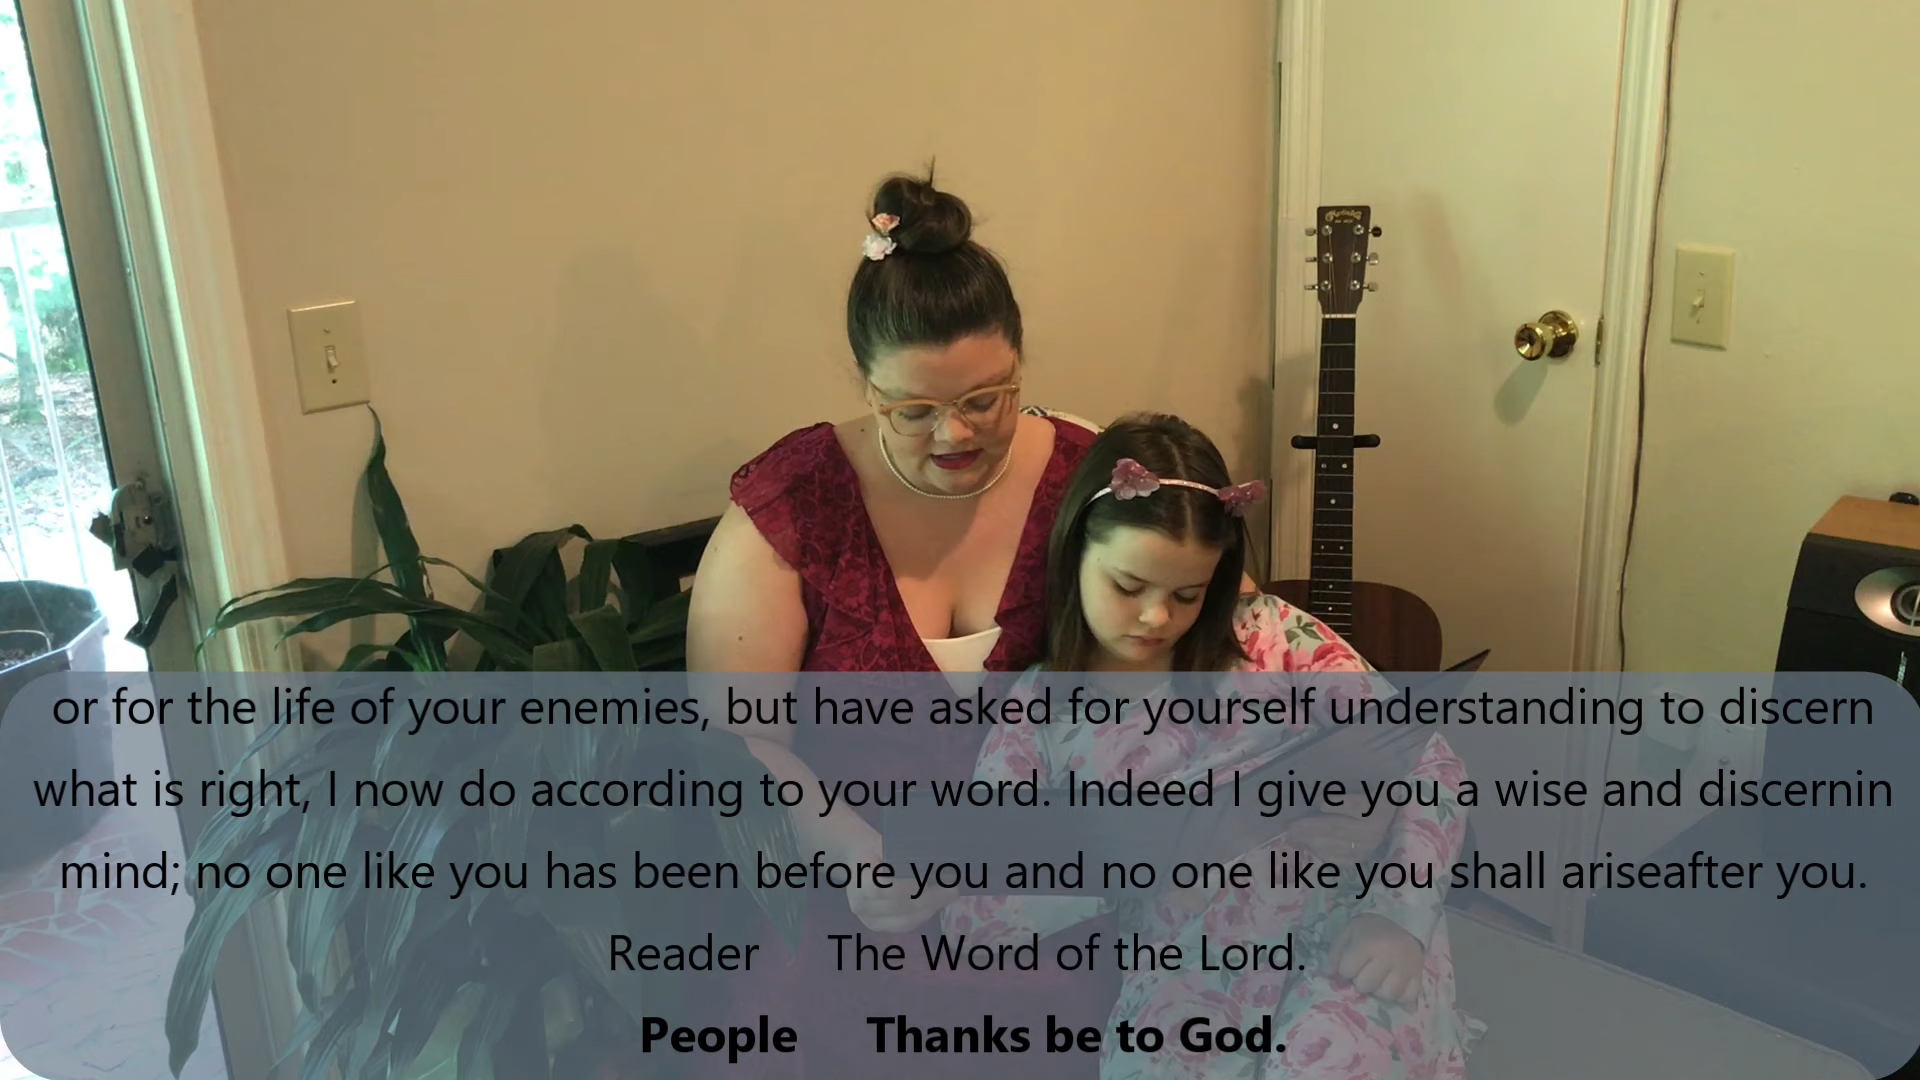 or for the life of your enemies, but have asked for yourself understanding to discern
what is right, I now do according to your word. Indeed I give you a wise and discernin
mind; no one like you has been before you and no one like you shall ariseafter you.
Reader The Word of the Lord.
People Thanks be to God.